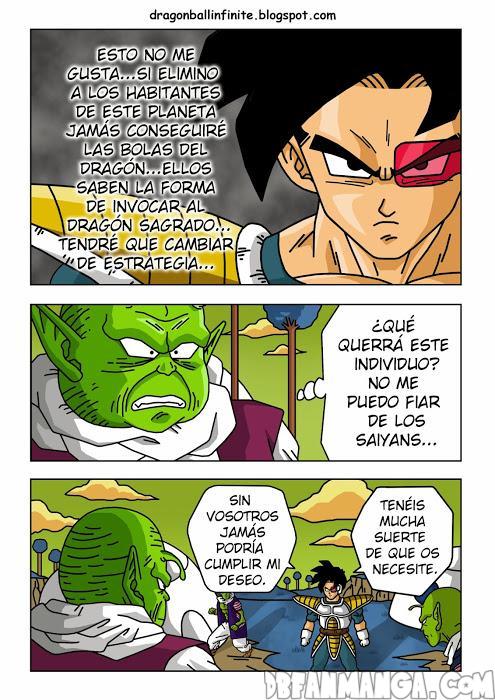 dragonballinfinite.blogspot.com
ESTO NO ME
GUSTA...SI ELIMINO
A LOS HABITANTES
DE ESTE PLANETA
JAMÁS CONSEGUIRÉ
LAS BOLAS DEL
DRAGÓN...ELLOS
SABEN LA FORMA
DE INVOCAR AL
DRAGÓN SAGRADO...
TENDRÉ QUE CAMBIAR
DE ESTRATEGIA...
¿QUÉ
QUERRÁ ESTE
INDIVIDUO?
NO ME
PUEDO FIAR
DE LOS
SAIYANS...
SIN
VOSOTROS
JAMÁS
PODRÍA
CUMPLIR MI
DESEO.
TENÉIS
MUCHA
SUERTE
DE QUE OS
NECESITE.
DBFANMANGA.COM